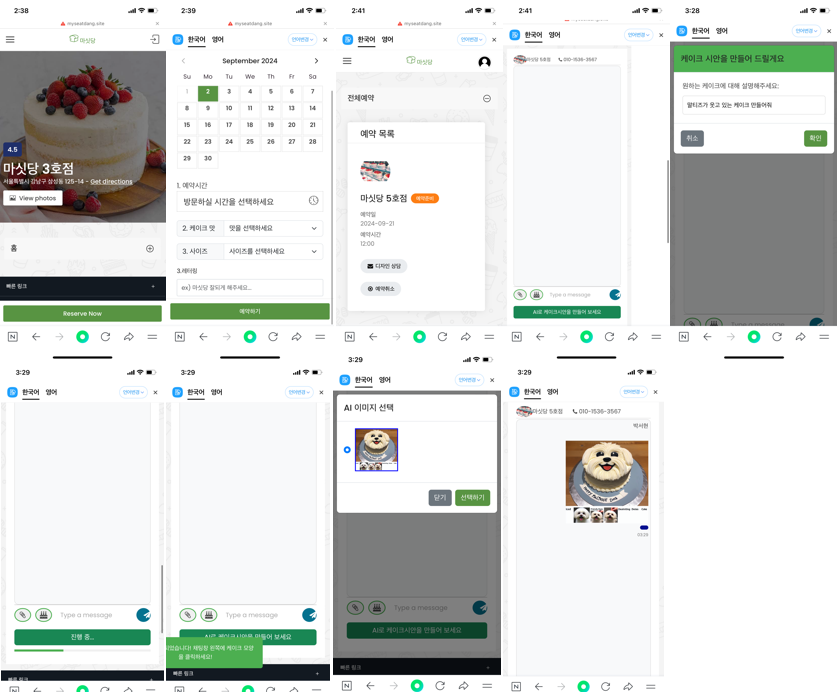 2:38
myseatdang.site
마싯당
4.5
마싯당 3호점
서울특별시 강남구 삼성동 125-14 - Get directions
View photos
홈
빠른 링크
Reserve Now
2:39
myseatdang.site
한국어 영어
언어변경
September 2024
Su Mo Tu We Th Fr Sa
1 2 3 4 5 6 7
8 9 10 11 12 13 14
15 16 17 18 19 20 21
22 23 24 25 26 27 28
29 30
1. 예약시간
방문하실 시간을 선택하세요
2. 케이크 맛 맛을 선택하세요
3. 사이즈 사이즈를 선택하세요
3.레터링
ex) 마싯당 잘되게 해주세요...
예약하기
2:41
myseatdang.site
한국어 영어
언어변경
마싯당
전체예약
예약 목록
마싯당 5호점 예약완료
예약일
2024-09-21
예약시간
12:00
디자인 상담
예약취소
2:41
myseatdang.site
한국어 영어
언어변경
마싯당 5호점 010-1536-3567
Type a message
AI로 케이크시안을 만들어 보세요
3:28
한국어 영어
언어변경
케이크 시안을 만들어 드릴게요
원하는 케이크에 대해 설명해주세요:
말티즈가 웃고 있는 케이크 만들어줘
취소 확인
3:29
한국어 영어
언어변경
Type a message
진행 중...
빠른 링크
3:29
한국어 영어
언어변경
Type a message
AI로 케이크시안을 만들어 보세요
되었습니다! 채팅창 왼쪽에 케이크 모양
을 클릭하세요!
빠른 링크
3:29
한국어 영어
언어변경
AI 이미지 선택
닫기 선택하기
Type a message
AI로 케이크시안을 만들어 보세요
빠른 링크
3:29
한국어 영어
언어변경
마싯당 5호점 010-1536-3567
박서현
03:29